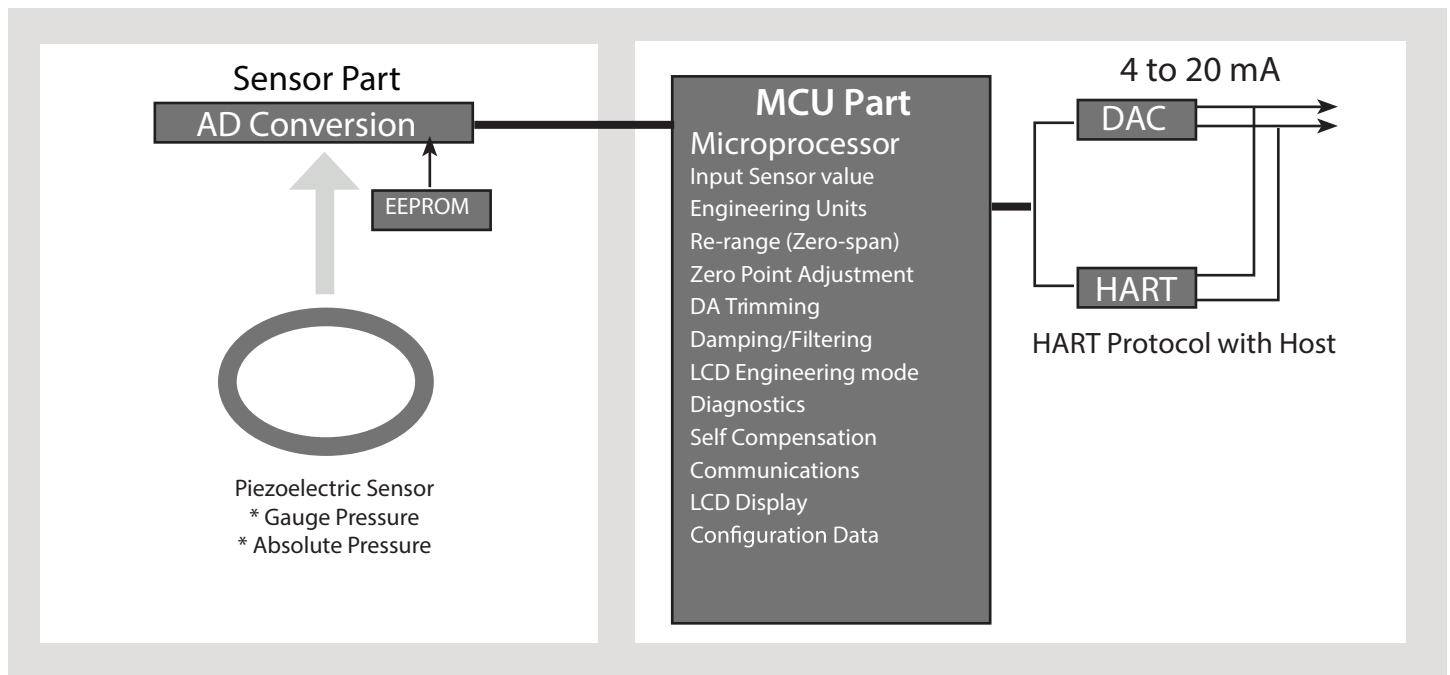 Sensor Part
AD Conversion
EEPROM
Piezoelectric Sensor
* Gauge Pressure
* Absolute Pressure
MCU Part
Microprocessor
Input Sensor value
Engineering Units
Re-range (Zero-span)
Zero Point Adjustment
DA Trimming
Damping/Filtering
LCD Engineering mode
Diagnostics
Self Compensation
Communications
LCD Display
Configuration Data
4 to 20 mA
DAC
HART
HART Protocol with Host